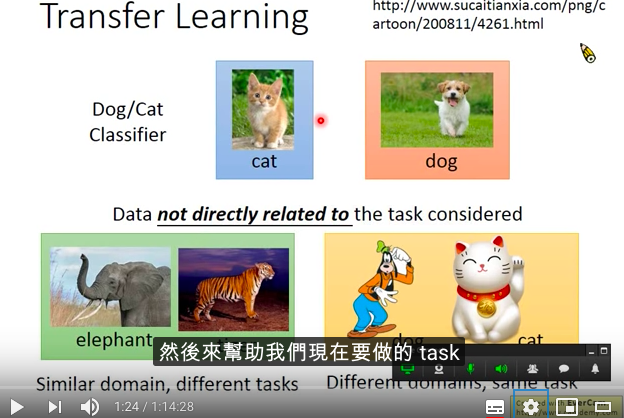 Transfer Learning
http://www.sucaitianxia.com/png/c
artoon/200811/4261.html
Dog/Cat
Classifier
cat
dog
Data not directly related to the task considered
elephant
dog
cat
然後來幫助我們現在要做的 task
Similar domain, different tasks
Different domains, same task
1:24 / 1:14:28